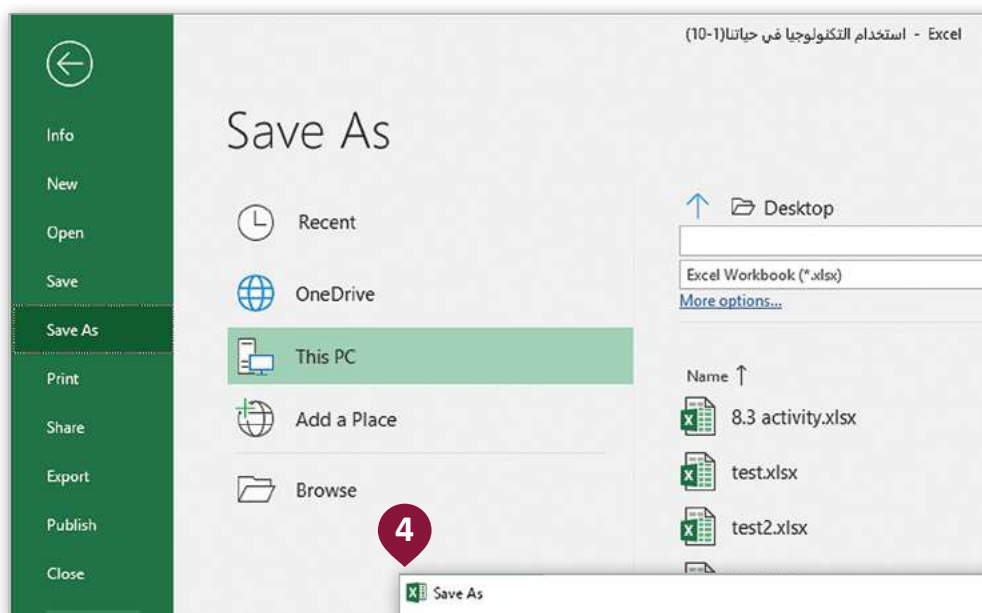 استخدام التكنولوجيا في حياتنا(1-10) - Excel
Info
New
Open
Save
Save As
Print
Share
Export
Publish
Close
Save As
Recent
OneDrive
This PC
Add a Place
Browse
Desktop
Excel Workbook (*.xlsx)
More options...
Name
8.3 activity.xlsx
test.xlsx
test2.xlsx
4
Save As